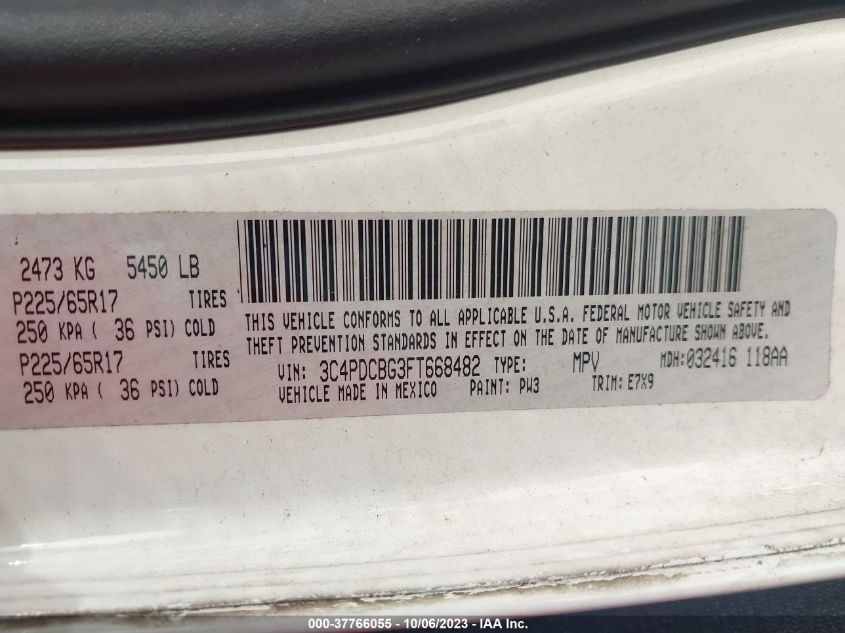 2473 KG 5450 LB
P225/65R17 TIRES
250 KPA ( 36 PSI) COLD
P225/65R17 TIRES
250 KPA ( 36 PSI) COLD
THIS VEHICLE CONFORMS TO ALL APPLICABLE U.S.A. FEDERAL MOTOR VEHICLE SAFETY AND
THEFT PREVENTION STANDARDS IN EFFECT ON THE DATE OF MANUFACTURE SHOWN ABOVE.
VIN: 3C4PDCBG3FT668482 TYPE: MPV MDH:032416 118AA
VEHICLE MADE IN MEXICO PAINT: PW3 TRIM: E7X9
000-37766055 - 10/06/2023 - IAA Inc.